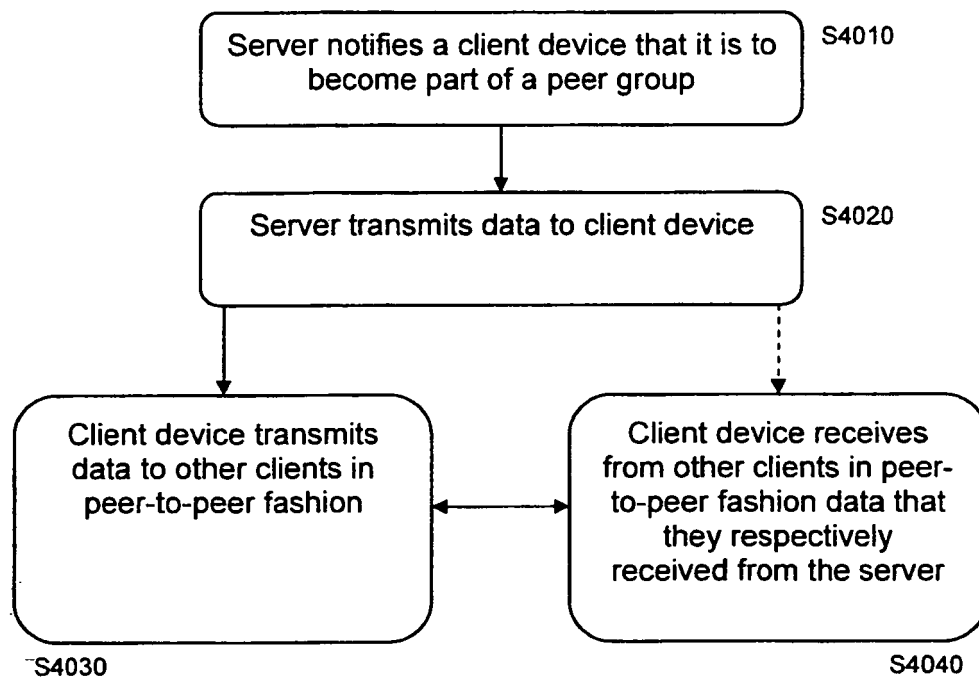 Server notifies a client device that it is to
become part of a peer group
S4010
Server transmits data to client device
S4020
Client device transmits
data to other clients in
peer-to-peer fashion
S4030
Client device receives
from other clients in peer-
to-peer fashion data that
they respectively
received from the server
S4040